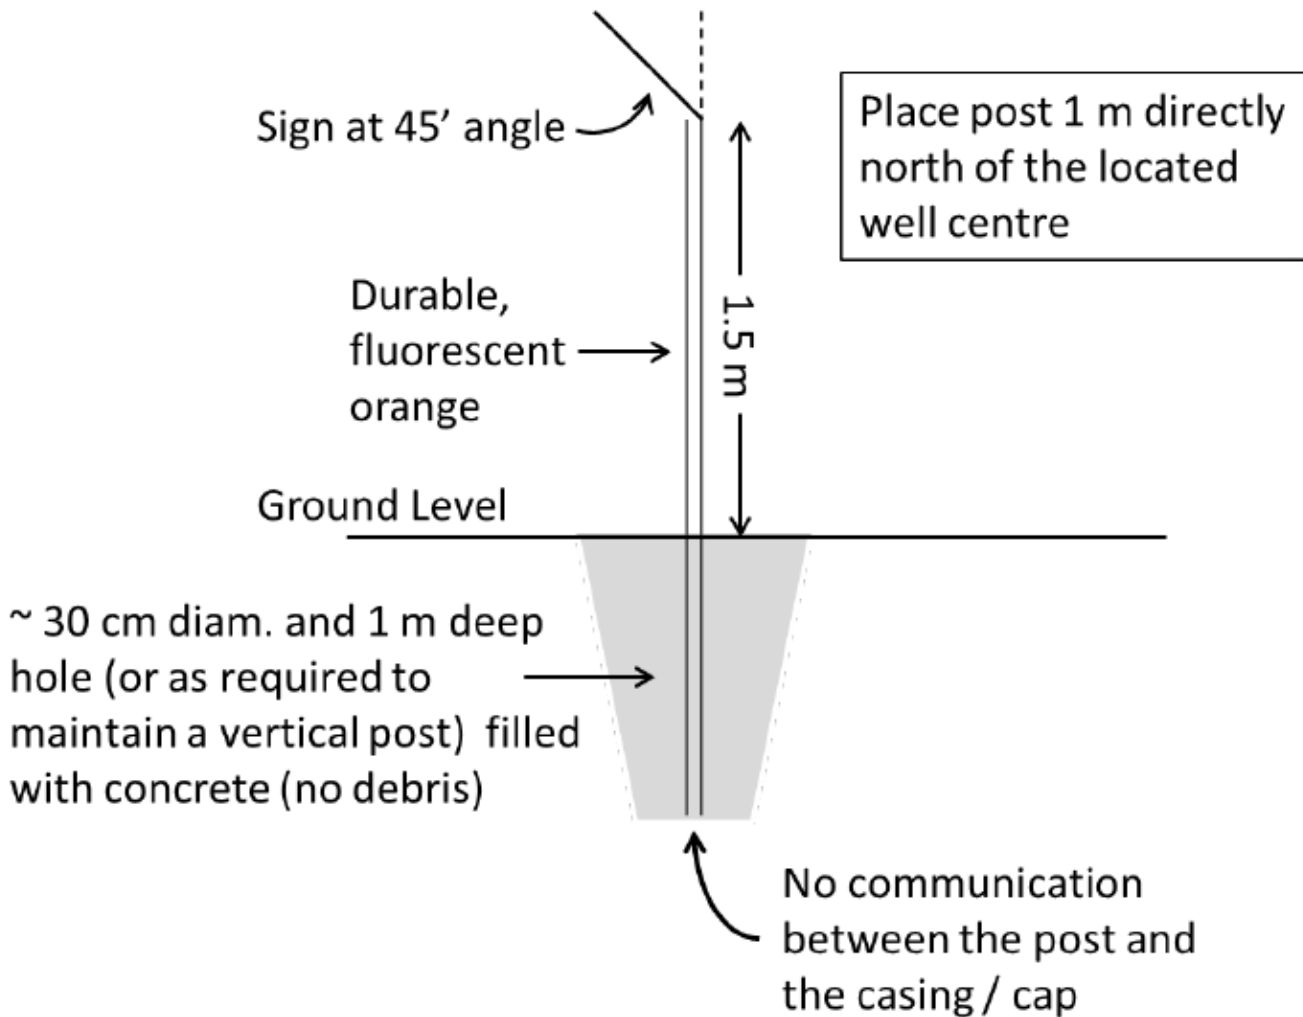 Sign at 45’ angle
Place post 1 m directly
north of the located
well centre
Durable,
fluorescent
orange
1.5 m
Ground Level
~ 30 cm diam. and 1 m deep
hole (or as required to
maintain a vertical post)  filled
with concrete (no debris)
No communication
between the post and
the casing / cap